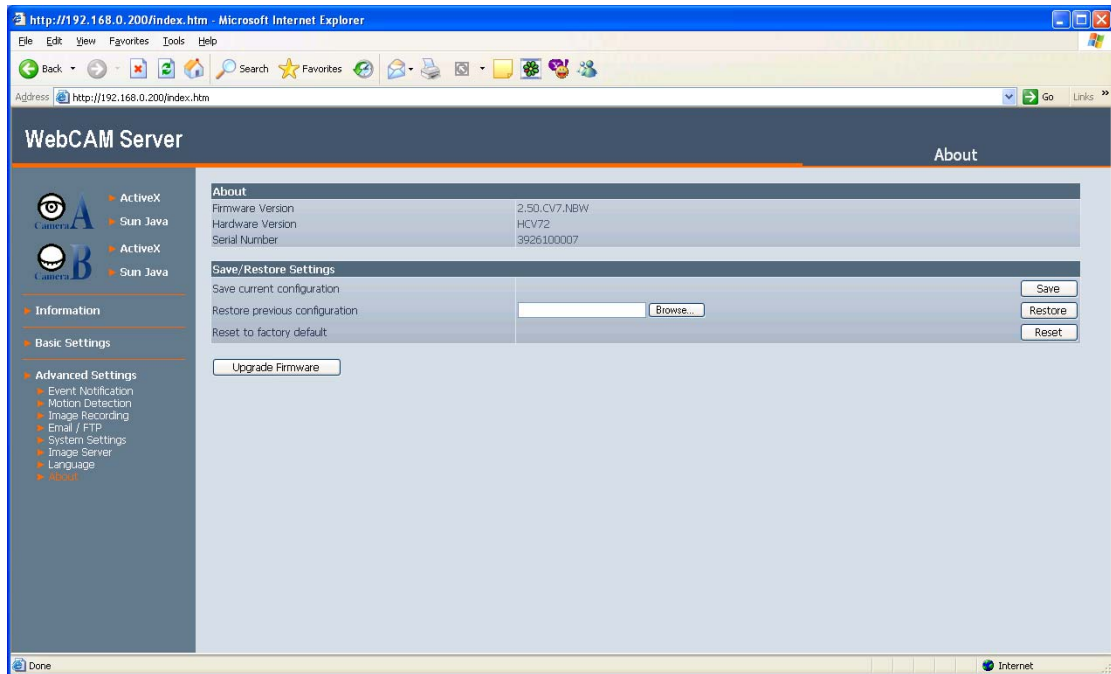 http://192.168.0.200/index.htm - Microsoft Internet Explorer
File Edit View Favorites Tools Help
Back Search Favorites
Address http://192.168.0.200/index.htm Go Links »
WebCAM Server
About
Camera A ActiveX
Sun Java
Camera B ActiveX
Sun Java
Information
Basic Settings
Advanced Settings
Event Notification
Motion Detection
Image Recording
Email / FTP
System Settings
Image Server
Language
About
About
Firmware Version 2.50.CV7.NBW
Hardware Version HCV72
Serial Number 3926100007
Save/Restore Settings
Save current configuration Save
Restore previous configuration Browse... Restore
Reset to factory default Reset
Upgrade Firmware
Done Internet